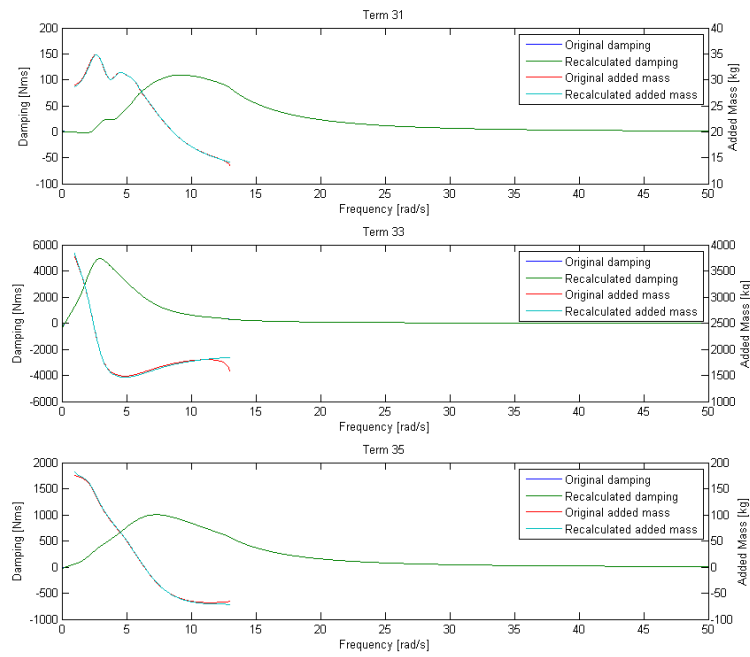 Term 31
200
150
100
50
0
-50
-100
Damping [Nms]
40
35
30
25
20
15
10
Added Mass [kg]
Original damping
Recalculated damping
Original added mass
Recalculated added mass
0 5 10 15 20 25 30 35 40 45 50
Frequency [rad/s]
Term 33
6000
4000
2000
0
-2000
-4000
-6000
Damping [Nms]
4000
3500
3000
2500
2000
1500
1000
Added Mass [kg]
Original damping
Recalculated damping
Original added mass
Recalculated added mass
0 5 10 15 20 25 30 35 40 45 50
Frequency [rad/s]
Term 35
2000
1500
1000
500
0
-500
-1000
Damping [Nms]
200
150
100
50
0
-50
-100
Added Mass [kg]
Original damping
Recalculated damping
Original added mass
Recalculated added mass
0 5 10 15 20 25 30 35 40 45 50
Frequency [rad/s]